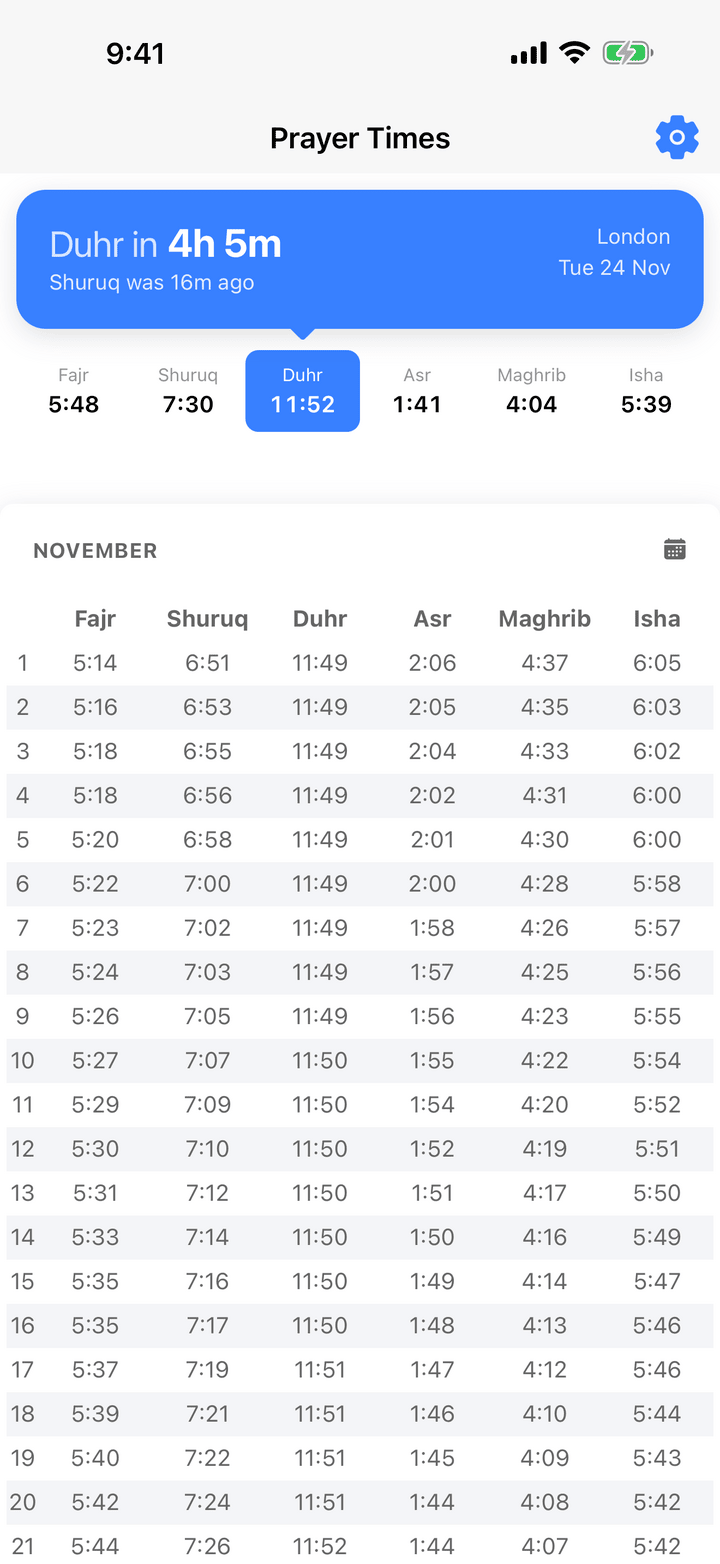 9:41
Prayer Times
Duhr in 4h 5m
Shuruq was 16m ago
London
Tue 24 Nov
Fajr Shuruq Duhr Asr Maghrib Isha
5:48 7:30 11:52 1:41 4:04 5:39
NOVEMBER
Fajr Shuruq Duhr Asr Maghrib Isha
1 5:14 6:51 11:49 2:06 4:37 6:05
2 5:16 6:53 11:49 2:05 4:35 6:03
3 5:18 6:55 11:49 2:04 4:33 6:02
4 5:18 6:56 11:49 2:02 4:31 6:00
5 5:20 6:58 11:49 2:01 4:30 6:00
6 5:22 7:00 11:49 2:00 4:28 5:58
7 5:23 7:02 11:49 1:58 4:26 5:57
8 5:24 7:03 11:49 1:57 4:25 5:56
9 5:26 7:05 11:49 1:56 4:23 5:55
10 5:27 7:07 11:50 1:55 4:22 5:54
11 5:29 7:09 11:50 1:54 4:20 5:52
12 5:30 7:10 11:50 1:52 4:19 5:51
13 5:31 7:12 11:50 1:51 4:17 5:50
14 5:33 7:14 11:50 1:50 4:16 5:49
15 5:35 7:16 11:50 1:49 4:14 5:47
16 5:35 7:17 11:50 1:48 4:13 5:46
17 5:37 7:19 11:51 1:47 4:12 5:46
18 5:39 7:21 11:51 1:46 4:10 5:44
19 5:40 7:22 11:51 1:45 4:09 5:43
20 5:42 7:24 11:51 1:44 4:08 5:42
21 5:44 7:26 11:52 1:44 4:07 5:42